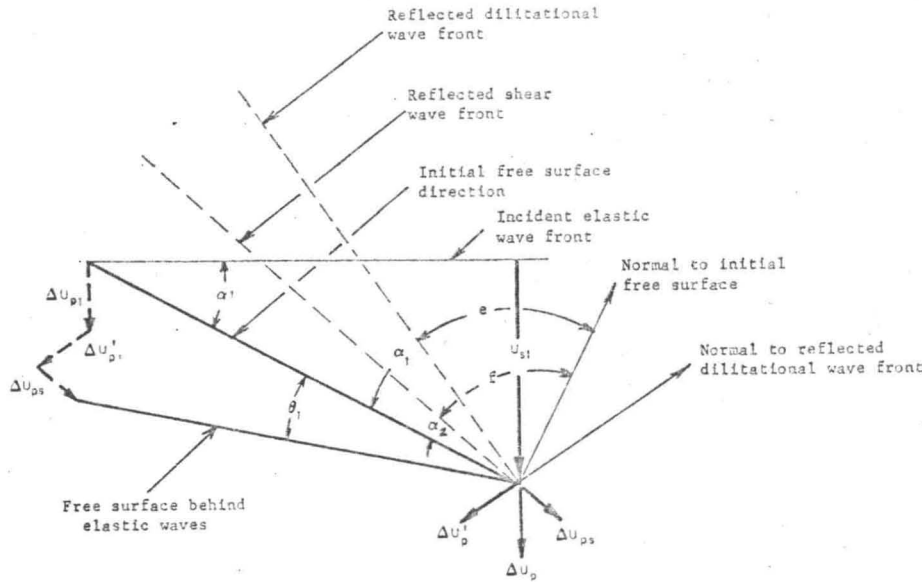 Reflected dilitational
wave front
Reflected shear
wave front
Initial free surface
direction
Incident elastic
wave front
Normal to initial
free surface
ΔU_p1
α1
e
U_s1
ΔU_p1'
Normal to reflected
dilitational wave front
α_1
f
ΔU_ps
θ_1
α_2
Free surface behind
elastic waves
ΔU_p'
ΔU_ps
ΔU_p